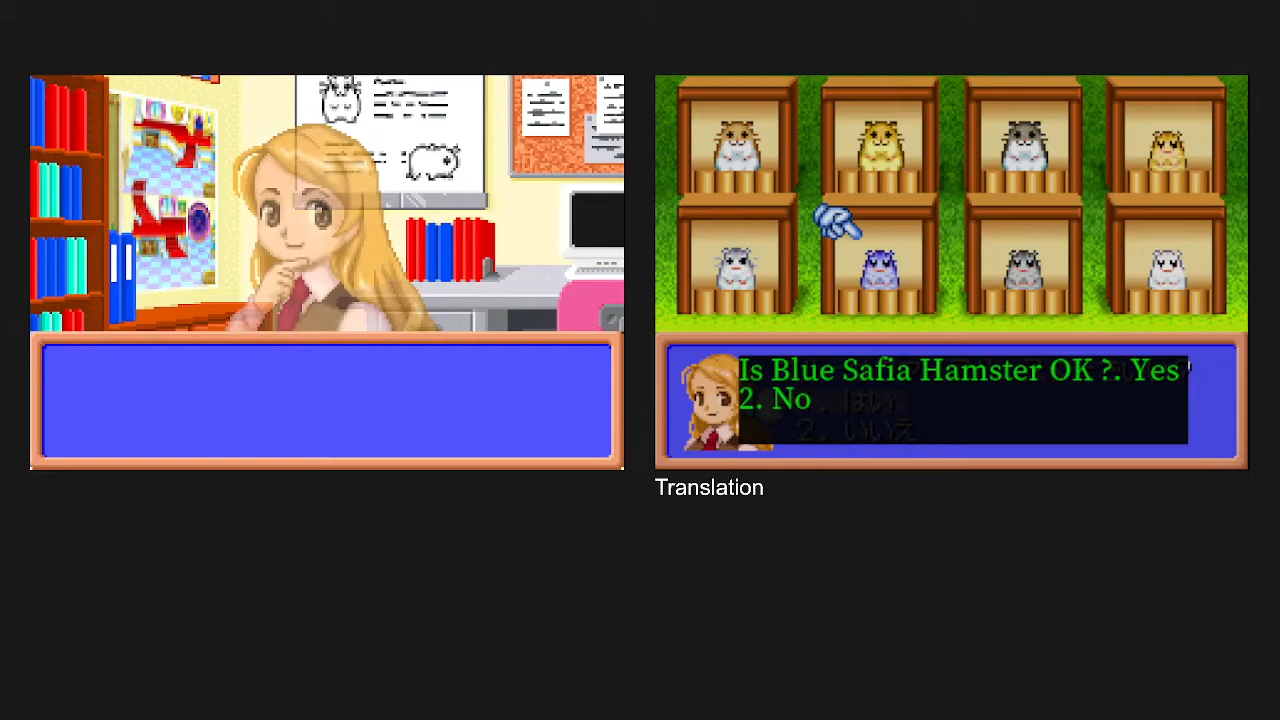 Is Blue Safia Hamster OK ?. Yes
2. No
はい
2. いいえ
Translation